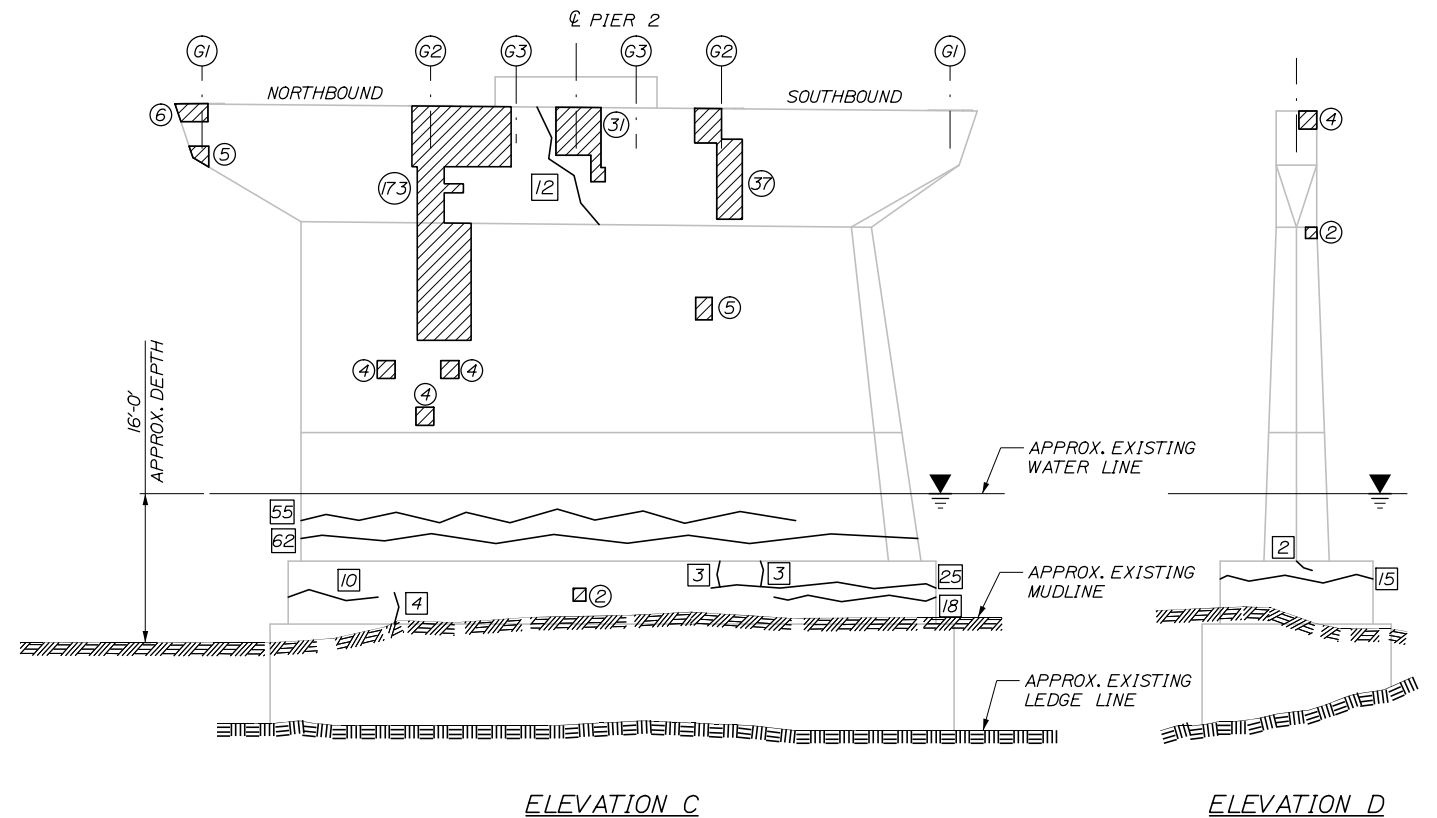 ℄ PIER 2
G1
G2
G3
G3
G2
G1
NORTHBOUND
SOUTHBOUND
6
5
173
12
31
37
4
2
5
4
4
4
16'-0'
APPROX. DEPTH
APPROX. EXISTING
WATER LINE
55
62
2
3
3
25
10
4
2
18
15
APPROX. EXISTING
MUDLINE
APPROX. EXISTING
LEDGE LINE
ELEVATION C
ELEVATION D